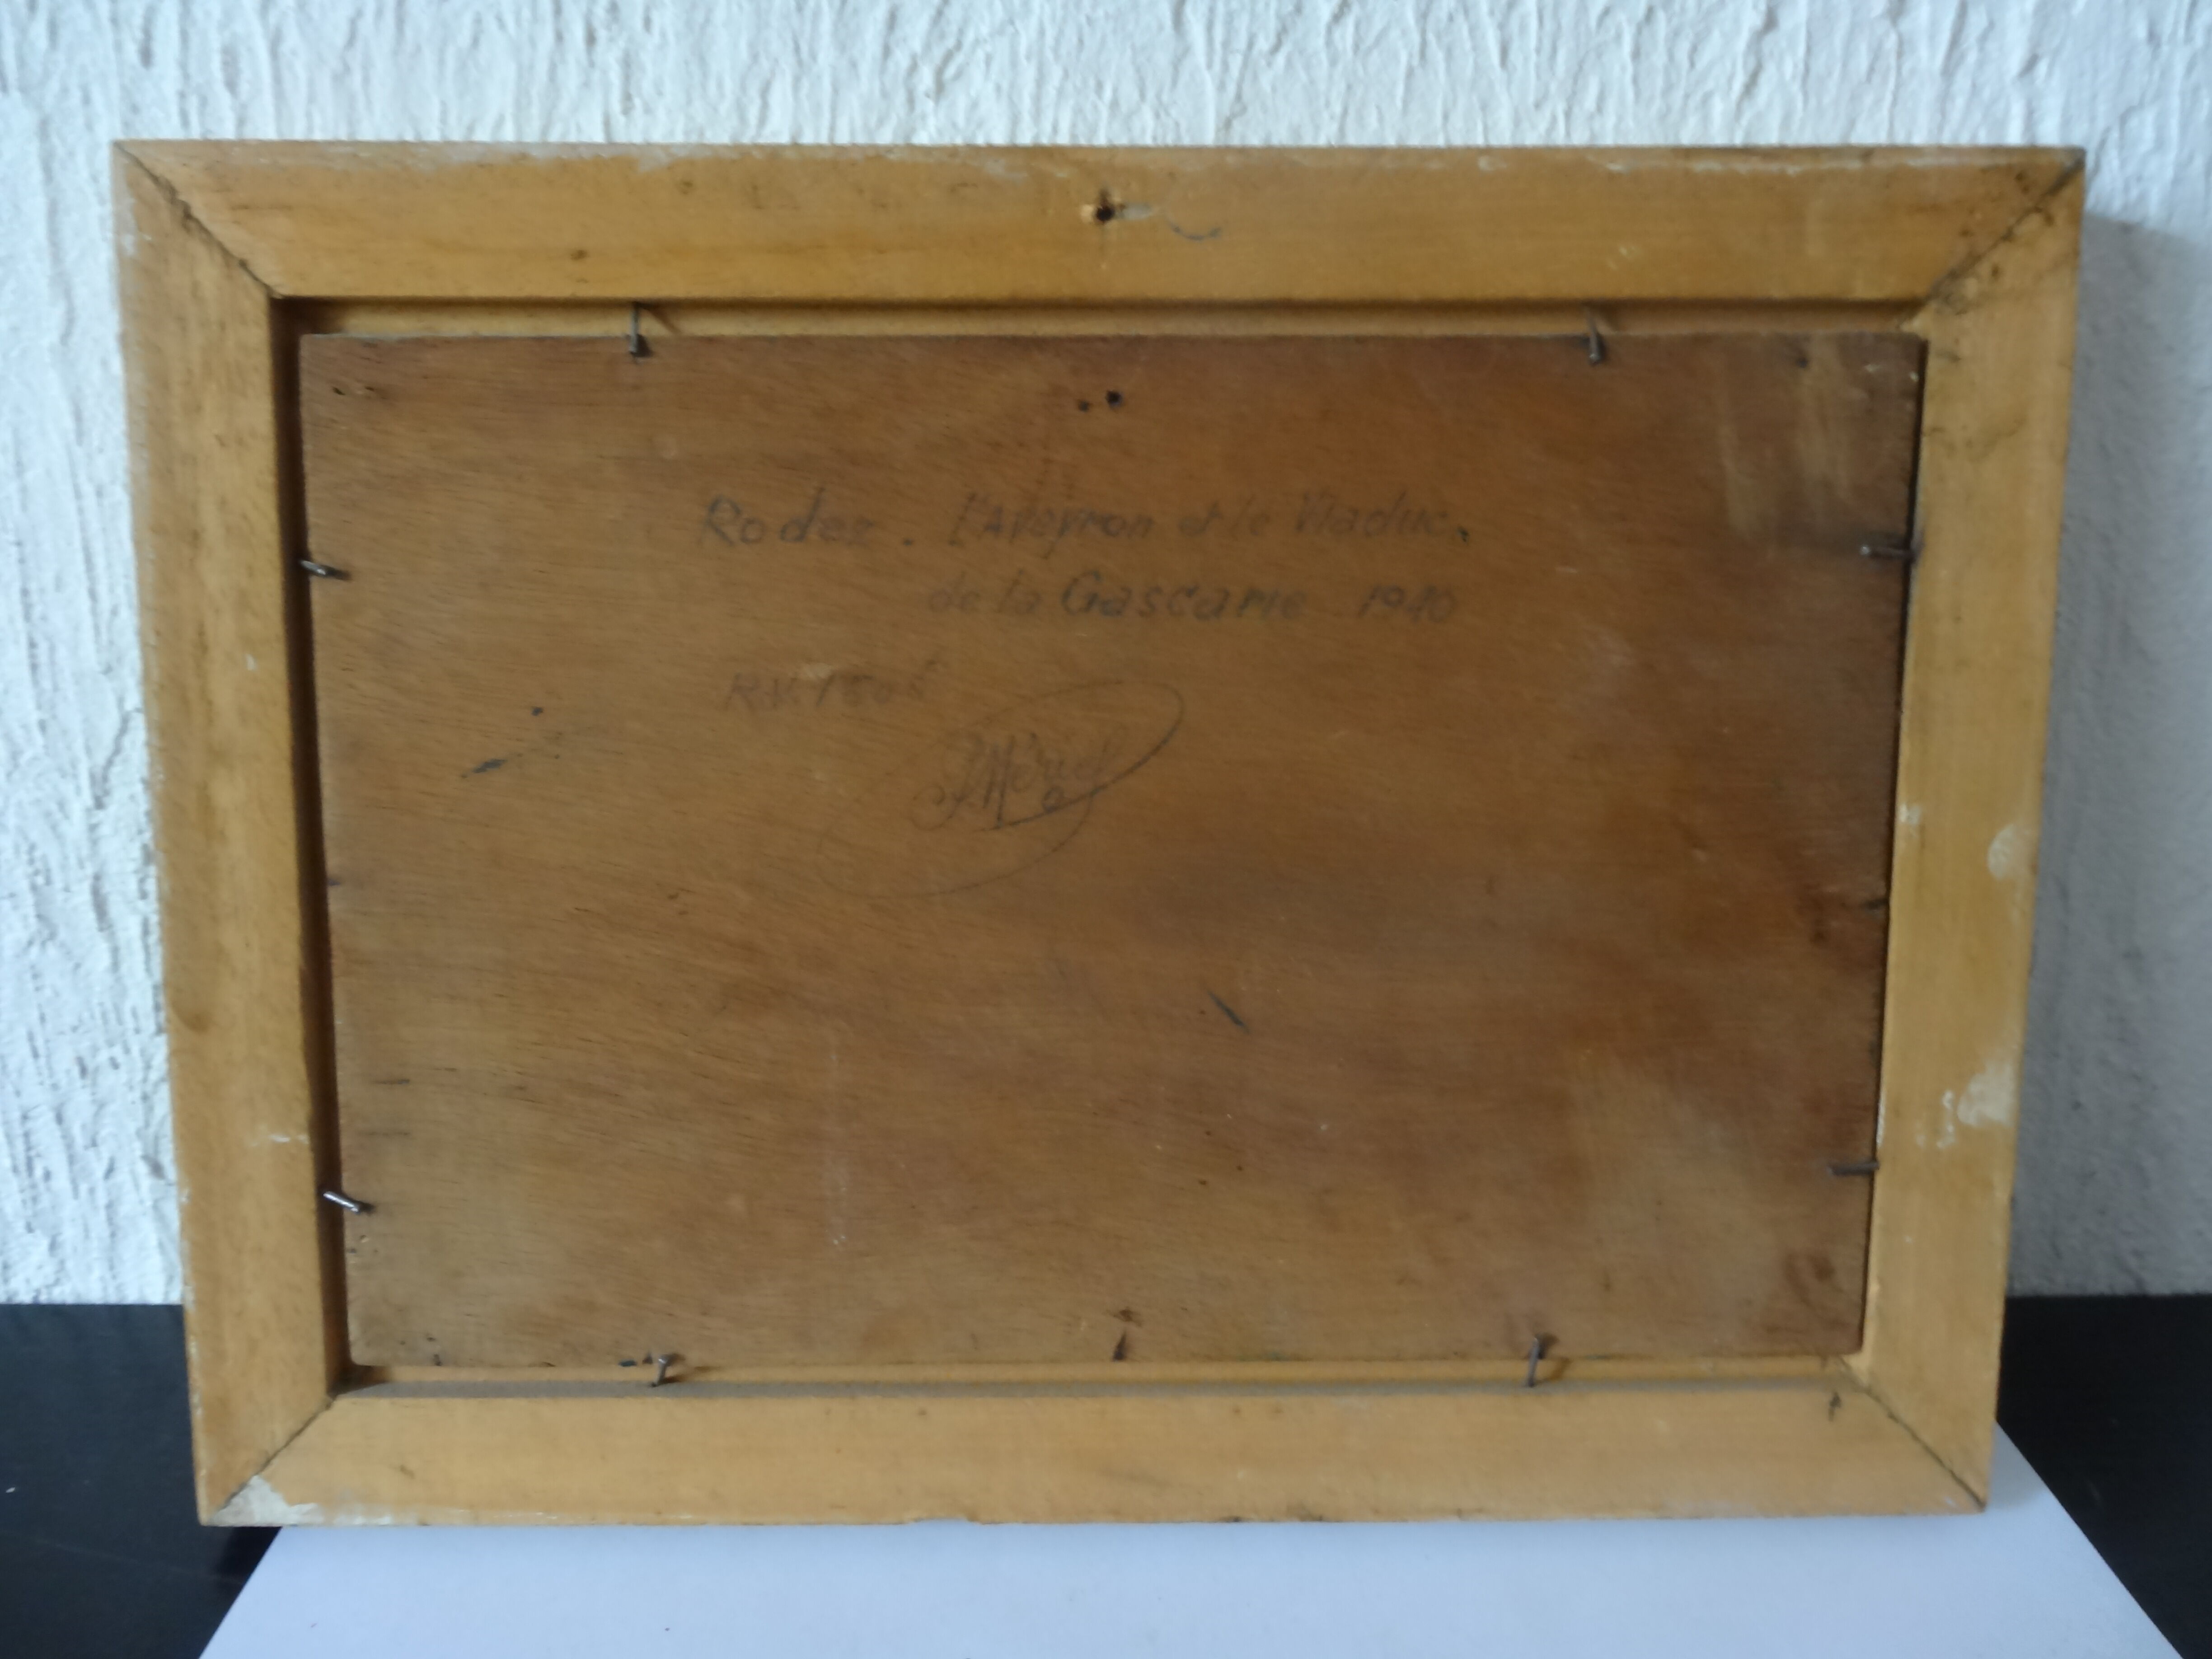 Rodez. L'Aveyron et le Viaduc.
de la Gascarie 1940